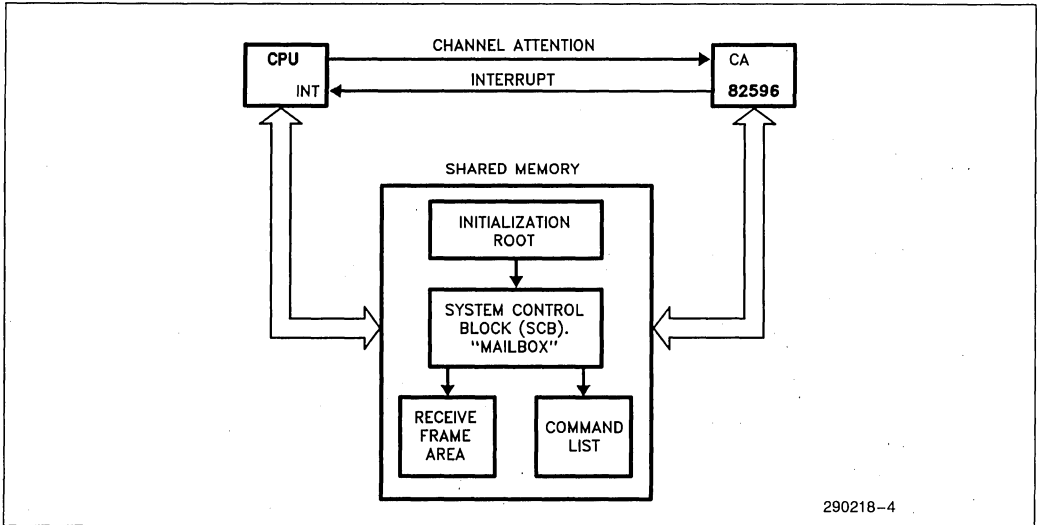 CHANNEL ATTENTION
CPU
CA
INTERRUPT
INT
82596
SHARED MEMORY
INITIALIZATION
ROOT
SYSTEM CONTROL
BLOCK (SCB).
"MAILBOX"
RECEIVE
FRAME
AREA
COMMAND
LIST
290218-4